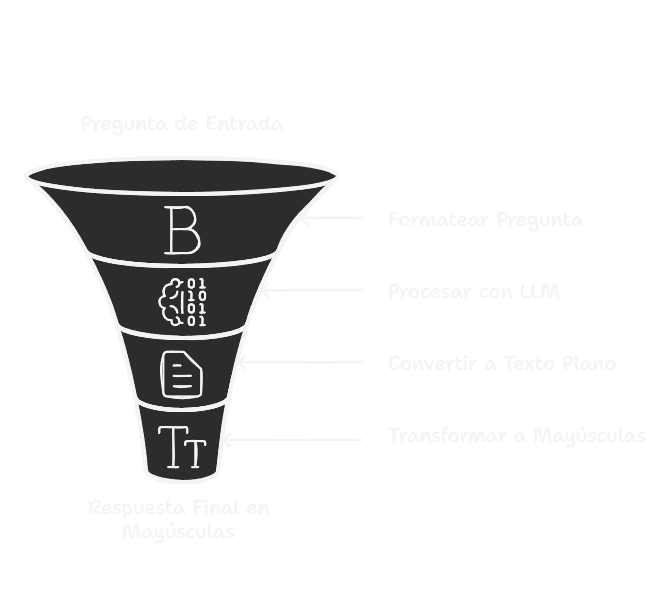 Pregunta de Entrada
B
Formatear Pregunta
01
10
01
01
Procesar con LLM
Convertir a Texto Plano
TT
Transformar a Mayúsculas
Respuesta Final en
Mayúsculas